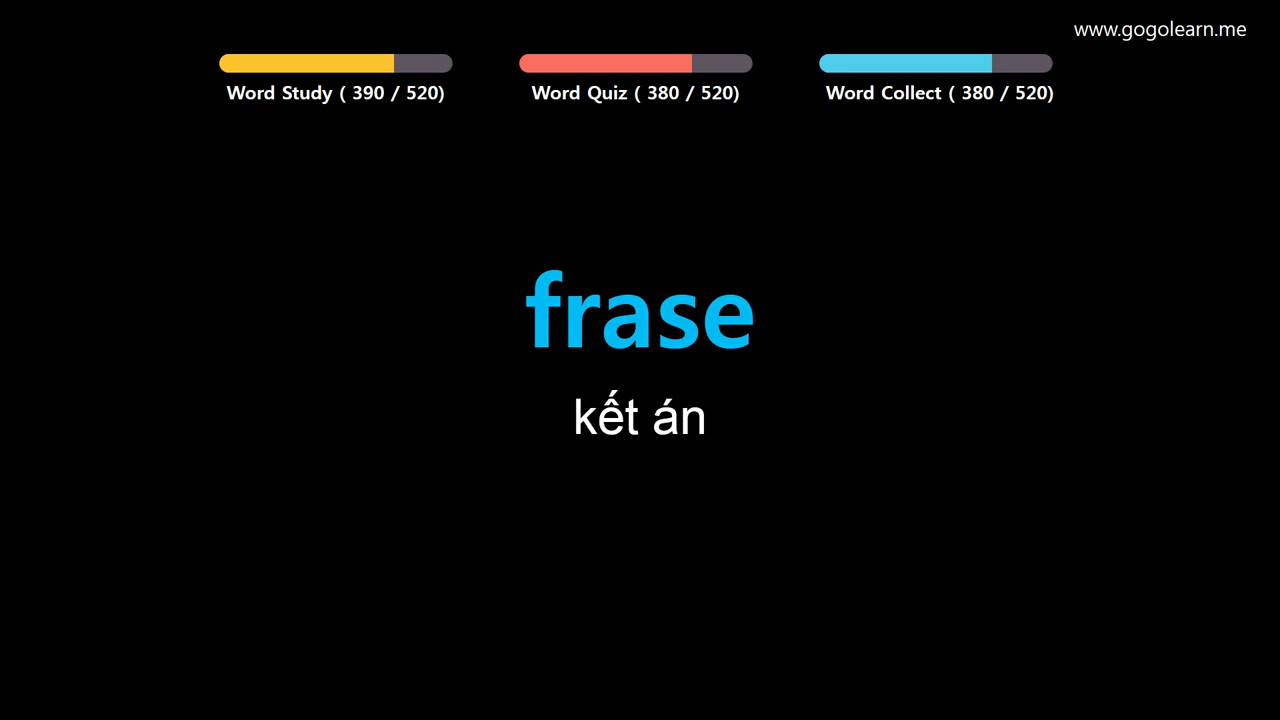 www.gogolearn.me
Word Study ( 390 / 520)
Word Quiz ( 380 / 520)
Word Collect ( 380 / 520)
frase
kết án